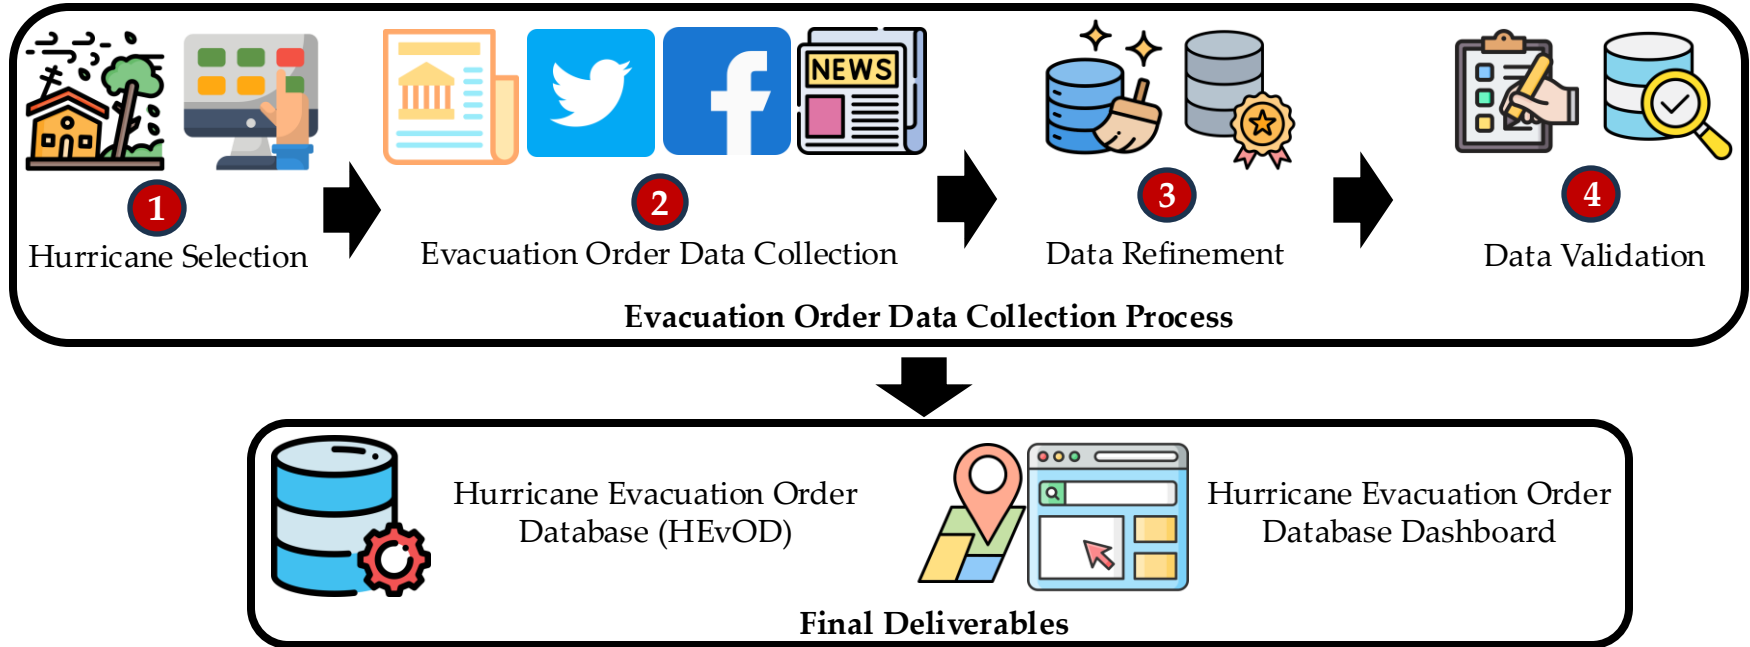 NEWS
1
2
3
4
Hurricane Selection
Evacuation Order Data Collection
Data Refinement
Data Validation
Evacuation Order Data Collection Process
Hurricane Evacuation Order
Database (HEvOD)
Hurricane Evacuation Order
Database Dashboard
Final Deliverables